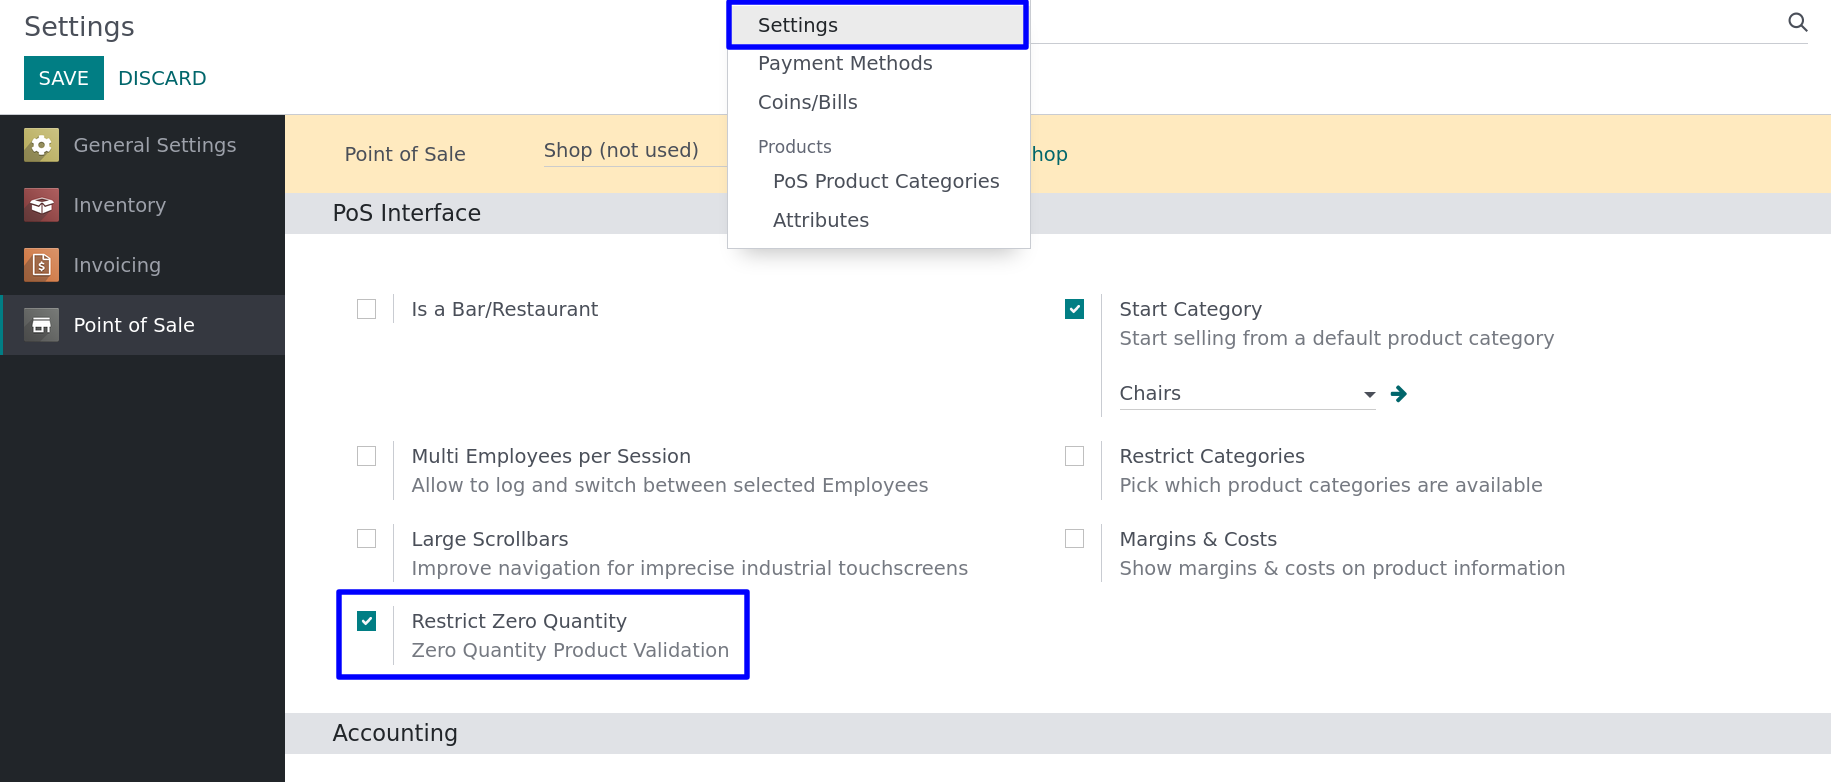 Settings
SAVE
DISCARD
Settings
Payment Methods
Coins/Bills
Products
PoS Product Categories
Attributes
General Settings
Inventory
Invoicing
Point of Sale
Point of Sale
Shop (not used)
hop
PoS Interface
Is a Bar/Restaurant
Start Category
Start selling from a default product category
Chairs
Multi Employees per Session
Allow to log and switch between selected Employees
Restrict Categories
Pick which product categories are available
Large Scrollbars
Improve navigation for imprecise industrial touchscreens
Margins & Costs
Show margins & costs on product information
Restrict Zero Quantity
Zero Quantity Product Validation
Accounting